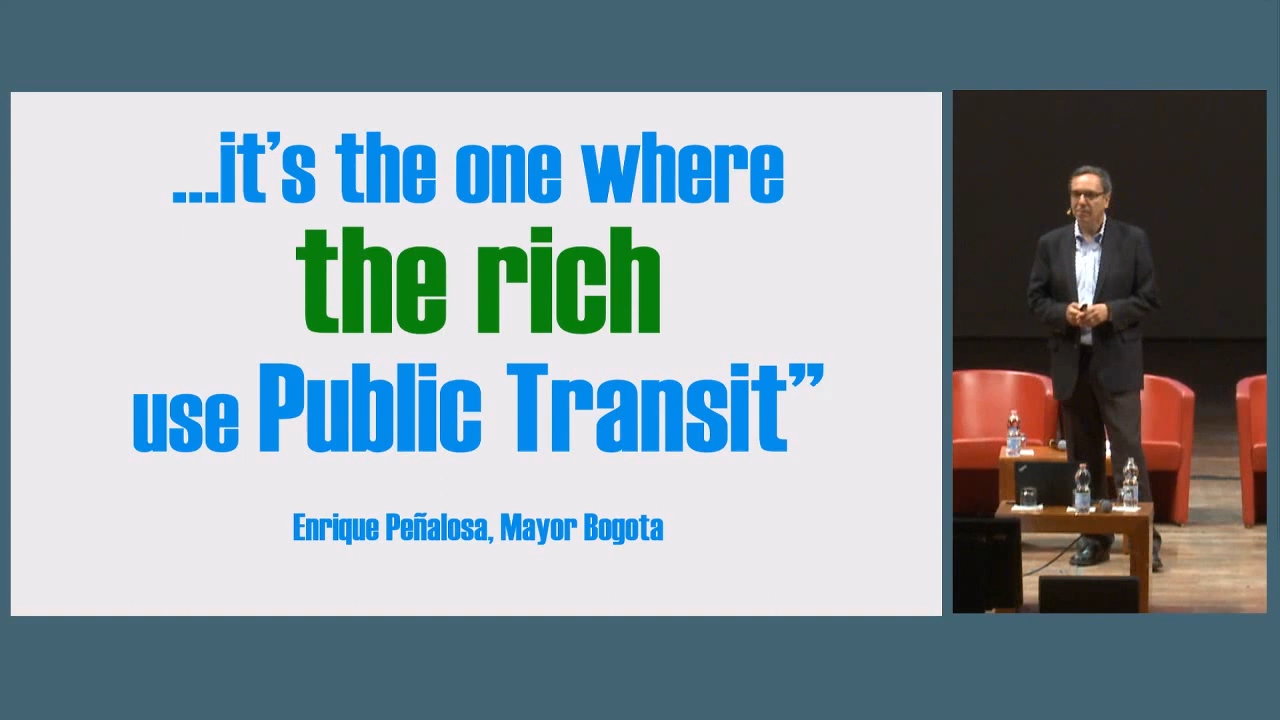 ...it’s the one where
the rich
use Public Transit”
Enrique Peñalosa, Mayor Bogota